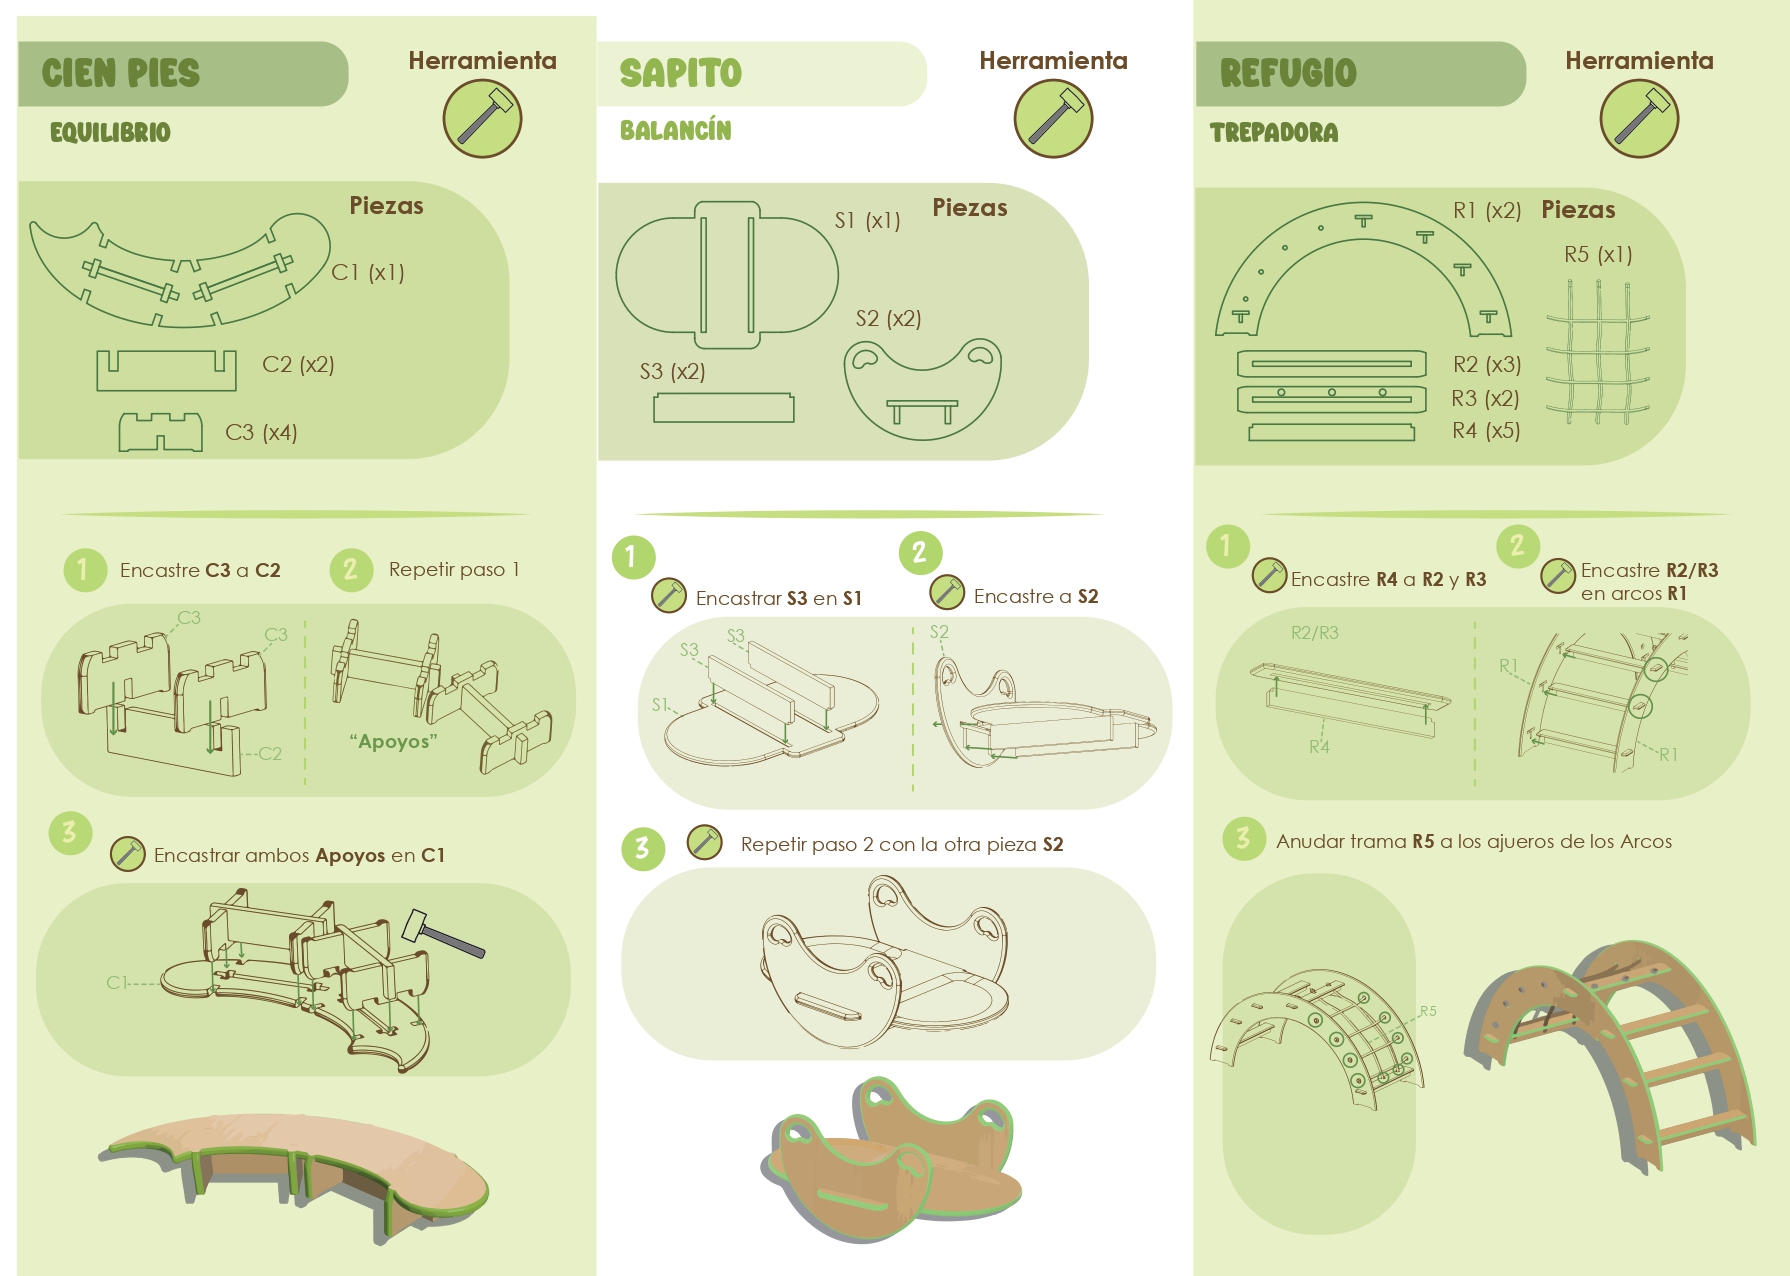 CIEN PIES
Herramienta
EQUILIBRIO
Piezas
C1 (x1)
C2 (x2)
C3 (x4)
1
Encastre C3 a C2
2
Repetir paso 1
C3
C3
C2
“Apoyos”
3
Encastrar ambos Apoyos en C1
C1
SAPITO
Herramienta
BALANCÍN
Piezas
S1 (x1)
S2 (x2)
S3 (x2)
1
Encastrar S3 en S1
2
Encastre a S2
S3
S3
S1
S2
3
Repetir paso 2 con la otra pieza S2
REFUGIO
Herramienta
TREPADORA
Piezas
R1 (x2)
R5 (x1)
R2 (x3)
R3 (x2)
R4 (x5)
1
Encastre R4 a R2 y R3
2
Encastre R2/R3
en arcos R1
R2/R3
R4
R1
R1
3
Anudar trama R5 a los ajueros de los Arcos
R5